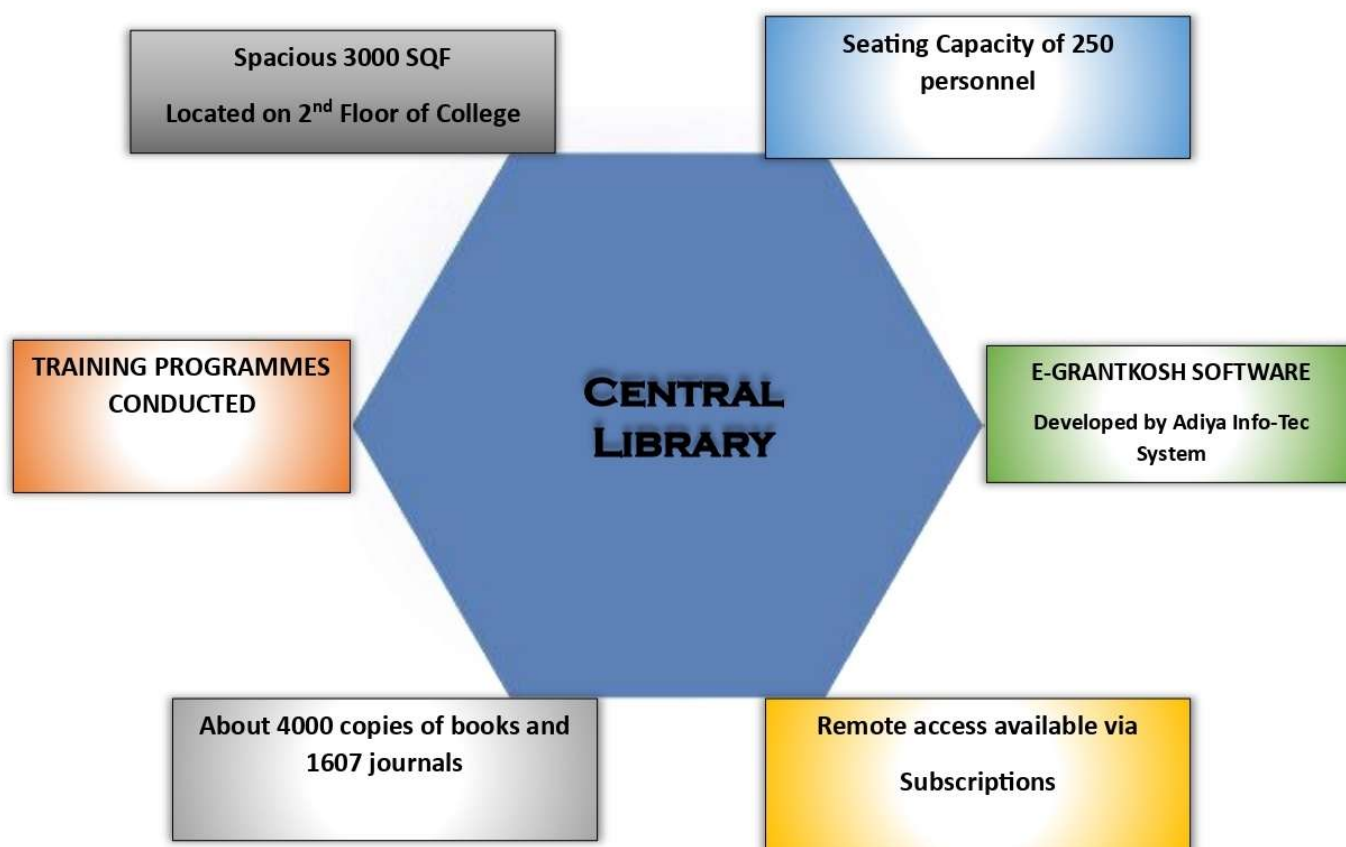 Spacious 3000 SQF
Located on 2nd Floor of College
Seating Capacity of 250
personnel
TRAINING PROGRAMMES
CONDUCTED
CENTRAL
LIBRARY
E-GRANTKOSH SOFTWARE
Developed by Adiya Info-Tec
System
About 4000 copies of books and
1607 journals
Remote access available via
Subscriptions